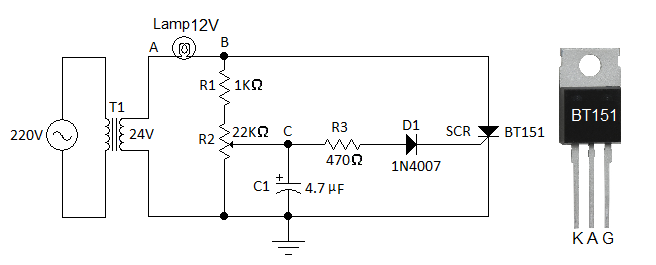 Lamp12V
A
B
R1 1KΩ
T1
220V
24V
R2 22KΩ
C
R3
470Ω
D1
1N4007
SCR BT151
C1 4.7 μF
BT151
K A G